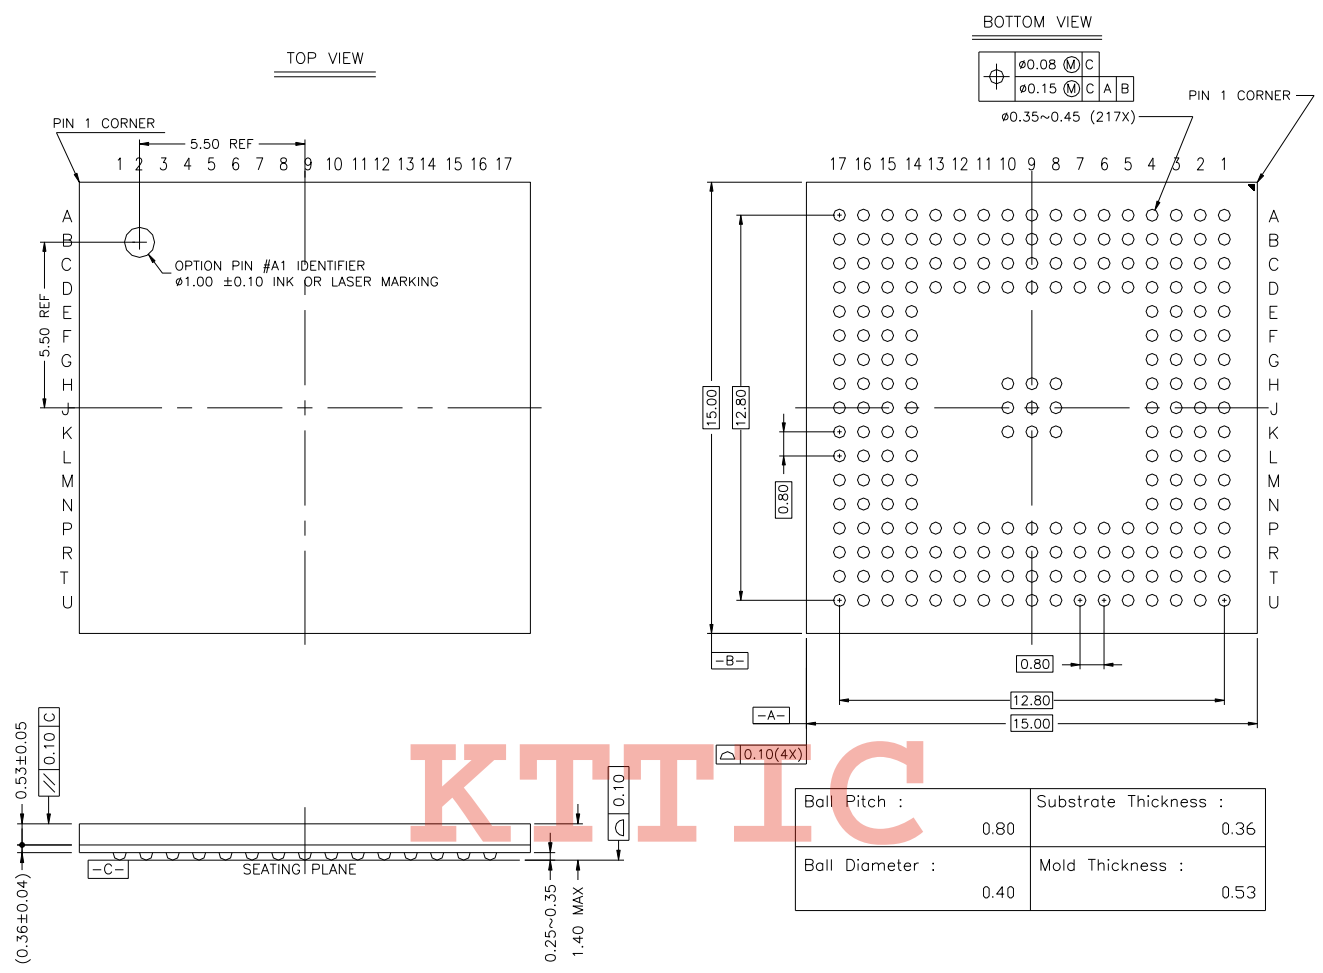 TOP VIEW
PIN 1 CORNER
5.50 REF
1 2 3 4 5 6 7 8 9 10 11 12 13 14 15 16 17
A
B
C
D
E
F
G
H
J
K
L
M
N
P
R
T
U
5.50 REF
OPTION PIN #A1 IDENTIFIER
ø1.00 ±0.10 INK OR LASER MARKING
BOTTOM VIEW
ø0.08 Ⓜ C
ø0.15 Ⓜ C A B
ø0.35~0.45 (217X)
PIN 1 CORNER
17 16 15 14 13 12 11 10 9 8 7 6 5 4 3 2 1
A
B
C
D
E
F
G
H
J
K
L
M
N
P
R
T
U
15.00
12.80
0.80
-B-
0.80
12.80
-A-
15.00
0.10(4X)
0.53±0.05
// 0.10 C
(0.36±0.04)
-C-
SEATING PLANE
0.10
0.25~0.35
1.40 MAX
KTTIC
Ball Pitch :
0.80
Substrate Thickness :
0.36
Ball Diameter :
0.40
Mold Thickness :
0.53